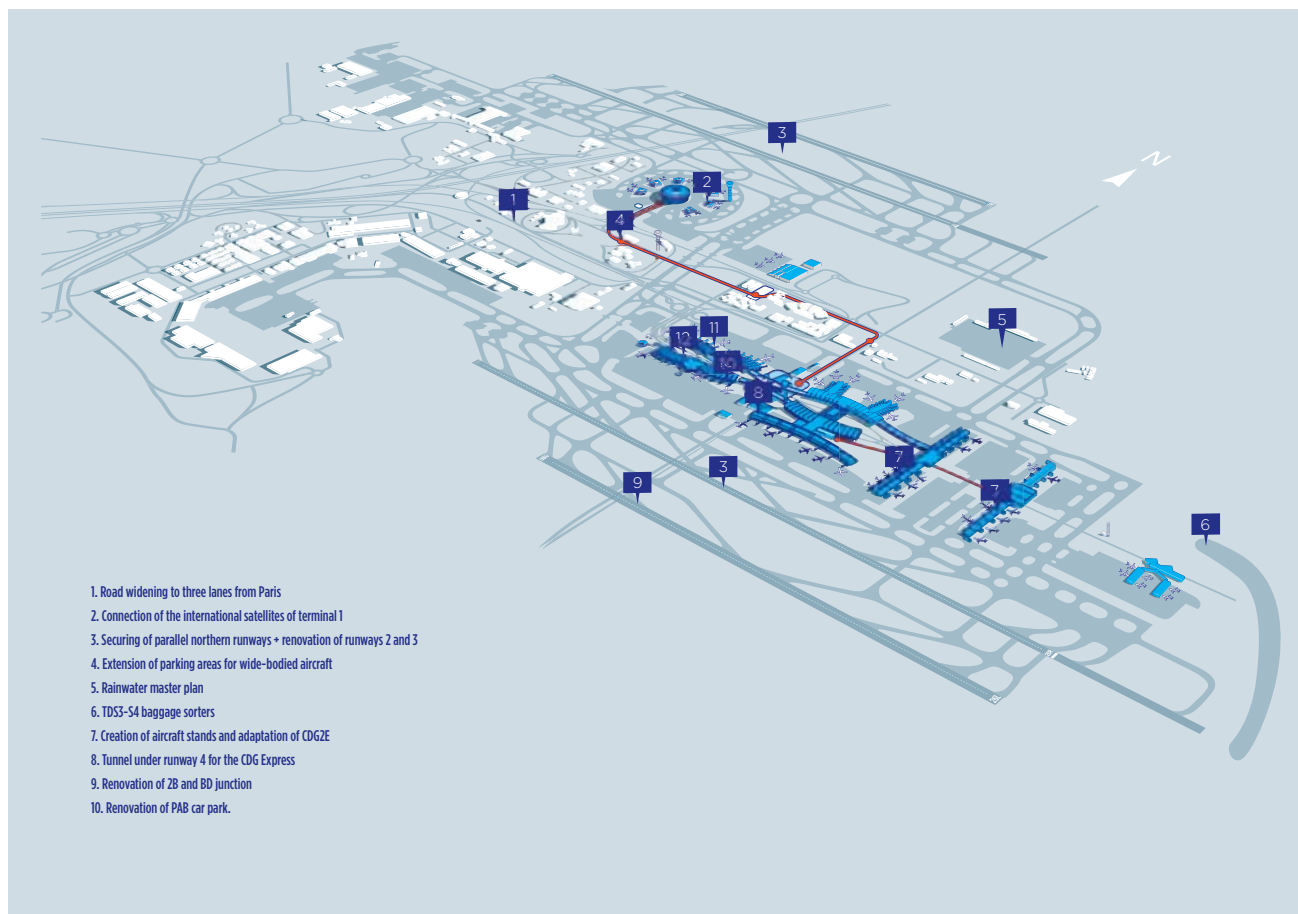 3
N
2
1
4
5
11
12
10
8
7
3
9
7
6
1. Road widening to three lanes from Paris
2. Connection of the international satellites of terminal 1
3. Securing of parallel northern runways + renovation of runways 2 and 3
4. Extension of parking areas for wide-bodied aircraft
5. Rainwater master plan
6. TDS3-S4 baggage sorters
7. Creation of aircraft stands and adaptation of CDG2E
8. Tunnel under runway 4 for the CDG Express
9. Renovation of 2B and BD junction
10. Renovation of PAB car park.